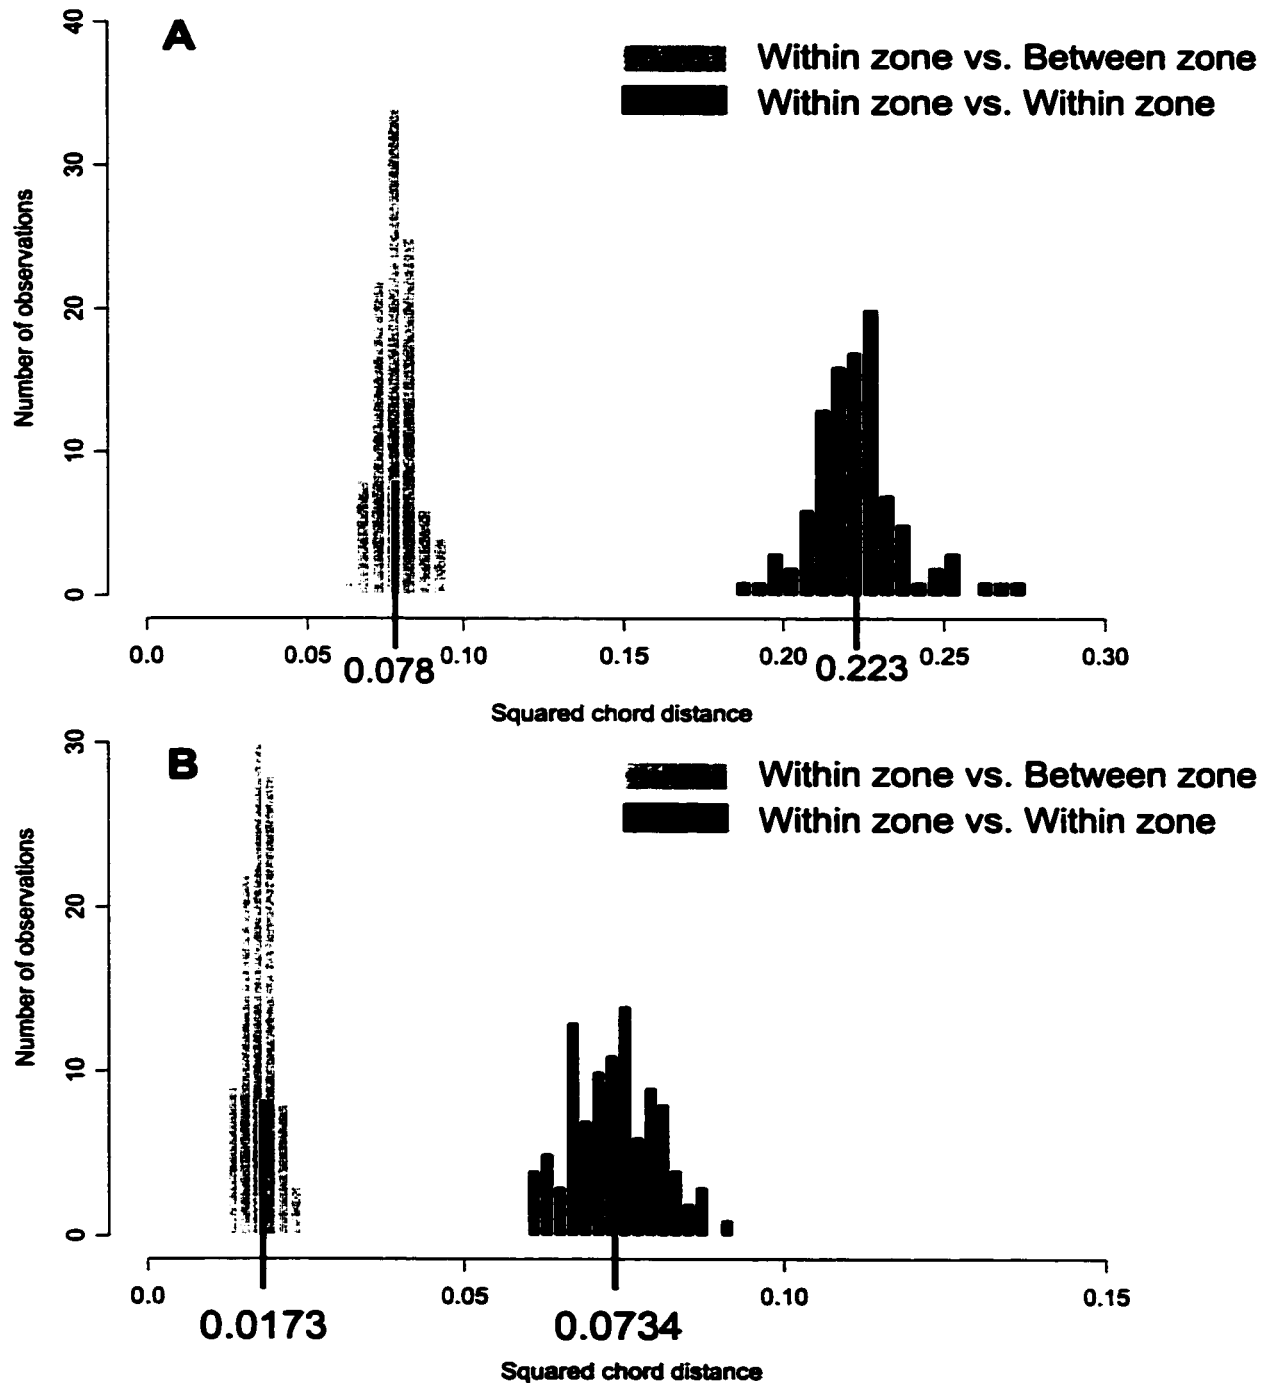 A
Within zone vs. Between zone
Within zone vs. Within zone
Number of observations
40
30
20
10
0
0.0
0.05
0.10
0.15
0.20
0.25
0.30
0.078
0.223
Squared chord distance
B
Within zone vs. Between zone
Within zone vs. Within zone
Number of observations
30
20
10
0
0.0
0.05
0.10
0.15
0.0173
0.0734
Squared chord distance